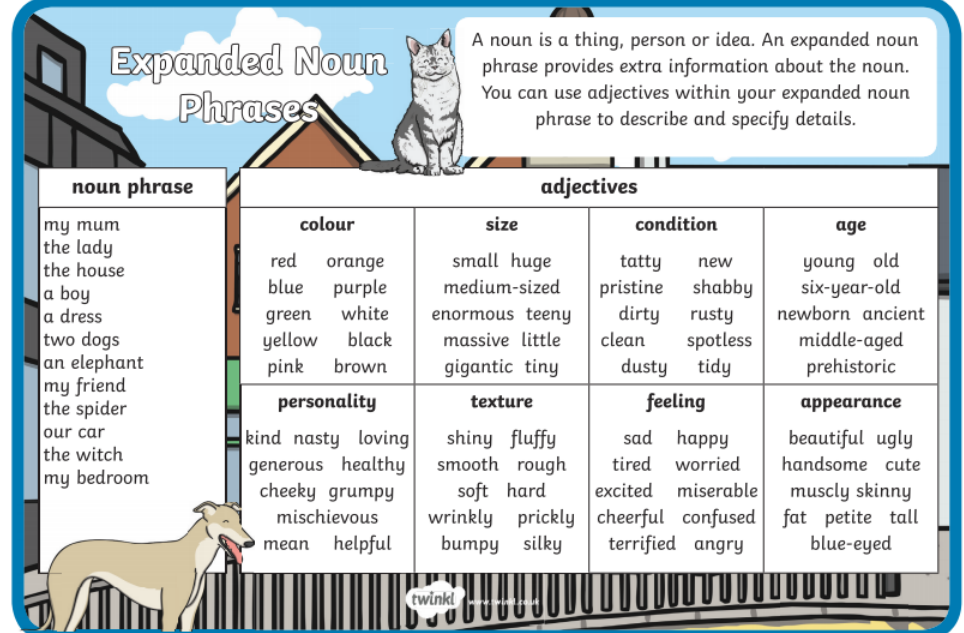 Expanded Noun
Phrases
A noun is a thing, person or idea. An expanded noun
phrase provides extra information about the noun.
You can use adjectives within your expanded noun
phrase to describe and specify details.
noun phrase
my mum
the lady
the house
a boy
a dress
two dogs
an elephant
my friend
the spider
our car
the witch
my bedroom
adjectives
colour
red orange
blue purple
green white
yellow black
pink brown
size
small huge
medium-sized
enormous teeny
massive little
gigantic tiny
condition
tatty new
pristine shabby
dirty rusty
clean spotless
dusty tidy
age
young old
six-year-old
newborn ancient
middle-aged
prehistoric
personality
kind nasty loving
generous healthy
cheeky grumpy
mischievous
mean helpful
texture
shiny fluffy
smooth rough
soft hard
wrinkly prickly
bumpy silky
feeling
sad happy
tired worried
excited miserable
cheerful confused
terrified angry
appearance
beautiful ugly
handsome cute
muscly skinny
fat petite tall
blue-eyed
twinkl www.twinkl.co.uk